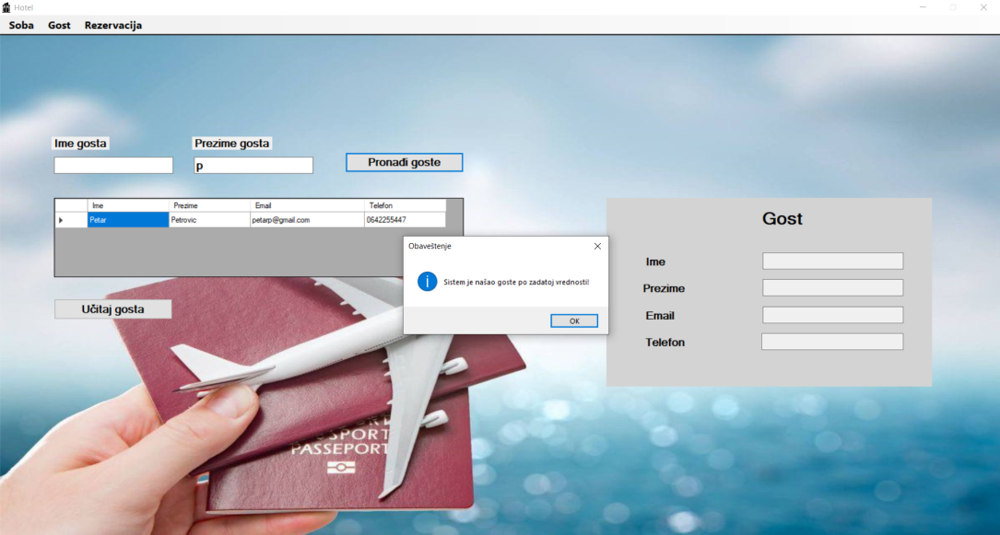 Hotel
Soba Gost Rezervacija
Ime gosta Prezime gosta
p
Pronađi goste
Ime Prezime Email Telefon
Petar Petrovic petarp@gmail.com 0642255447
Učitaj gosta
Obaveštenje
Sistem je našao goste po zadatoj vrednosti!
OK
Gost
Ime
Prezime
Email
Telefon
PASSPORT
PASSEPORT